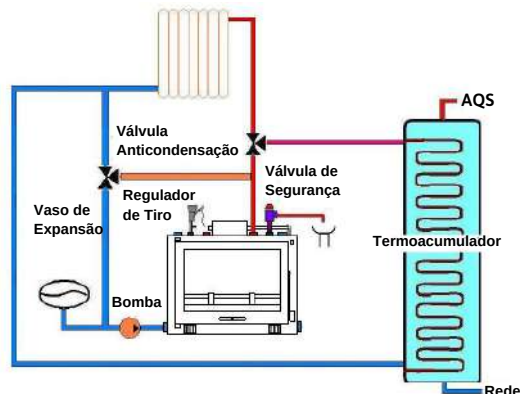 AQS
Válvula
Anticondensação
Válvula de
Segurança
Regulador
de Tiro
Vaso de
Expansão
Termoacumulador
Bomba
Rede